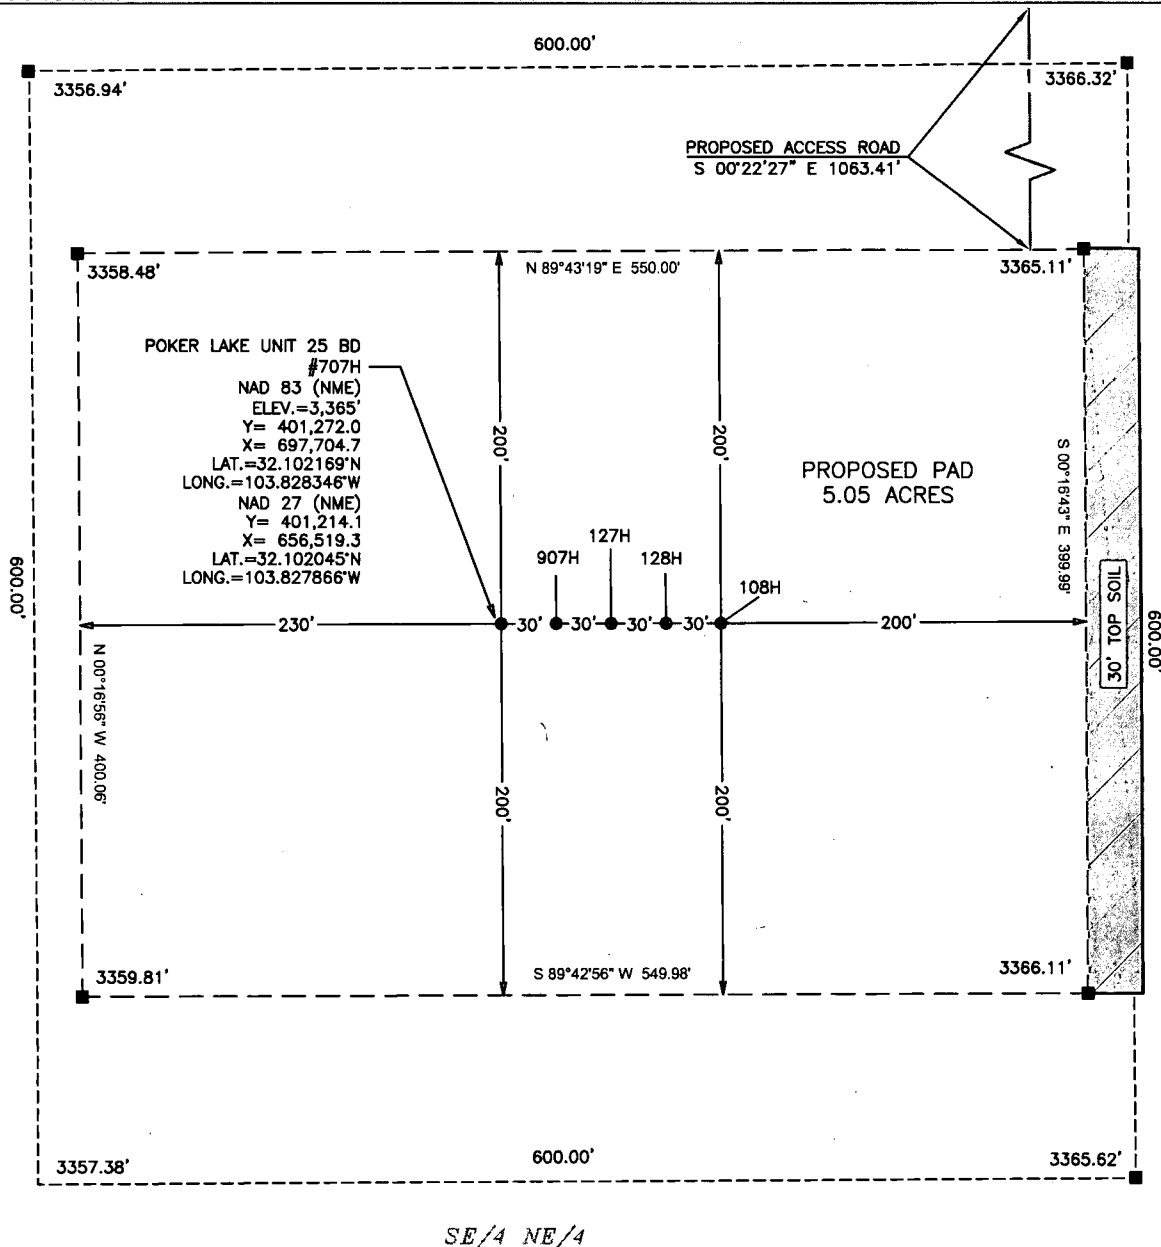 600.00'
3356.94'
3366.32'
PROPOSED ACCESS ROAD
S 00°22'27" E 1063.41'
3358.48'
N 89°43'19" E 550.00'
3365.11'
POKER LAKE UNIT 25 BD
#707H
NAD 83 (NME)
ELEV.=3,365'
Y= 401,272.0
X= 697,704.7
LAT.=32.102169°N
LONG.=103.828346°W
NAD 27 (NME)
Y= 401,214.1
X= 656,519.3
LAT.=32.102045°N
LONG.=103.827866°W
200'
200'
PROPOSED PAD
5.05 ACRES
S 00°16'43" E 399.99'
127H
907H
128H
108H
600.00'
230'
30'
30'
30'
30'
200'
30' TOP SOIL
600.00'
N 00°16'56" W 400.06'
200'
200'
3359.81'
S 89°42'56" W 549.98'
3366.11'
3357.38'
600.00'
3365.62'
SE/4 NE/4